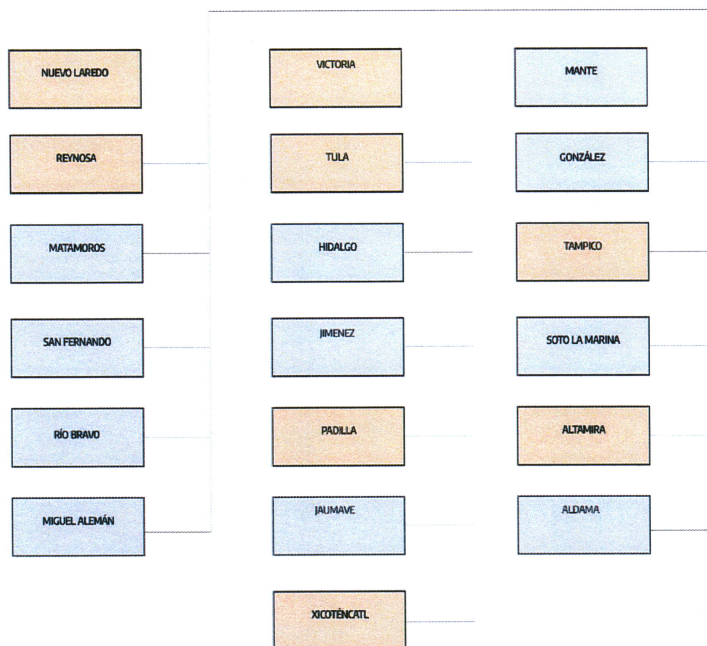 NUEVO LAREDO
REYNOSA
MATAMOROS
SAN FERNANDO
RÍO BRAVO
MIGUEL ALEMÁN
VICTORIA
TULA
HIDALGO
JIMENEZ
PADILLA
JAUMAVE
XICOTÉNCATL
MANTE
GONZÁLEZ
TAMPICO
SOTO LA MARINA
ALTAMIRA
ALDAMA